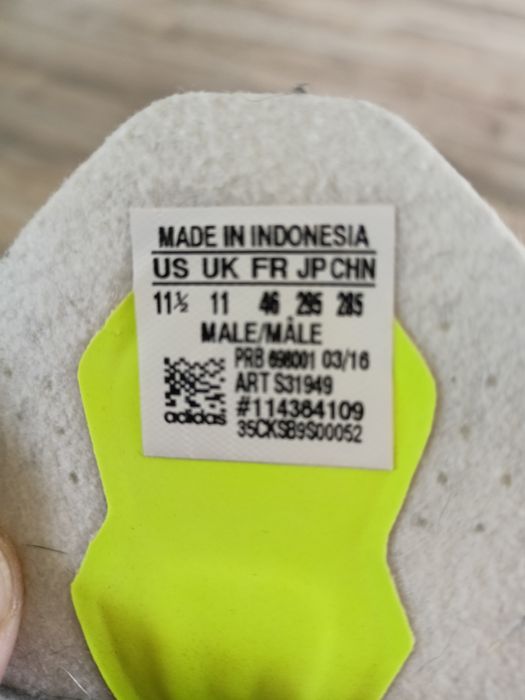 MADE IN INDONESIA
US UK FR JP CHN
11½ 11 46 295 285
MALE/MÂLE
PRB 698001 03/16
ART S31949
#114364109
adidas
35CKSB9S00052